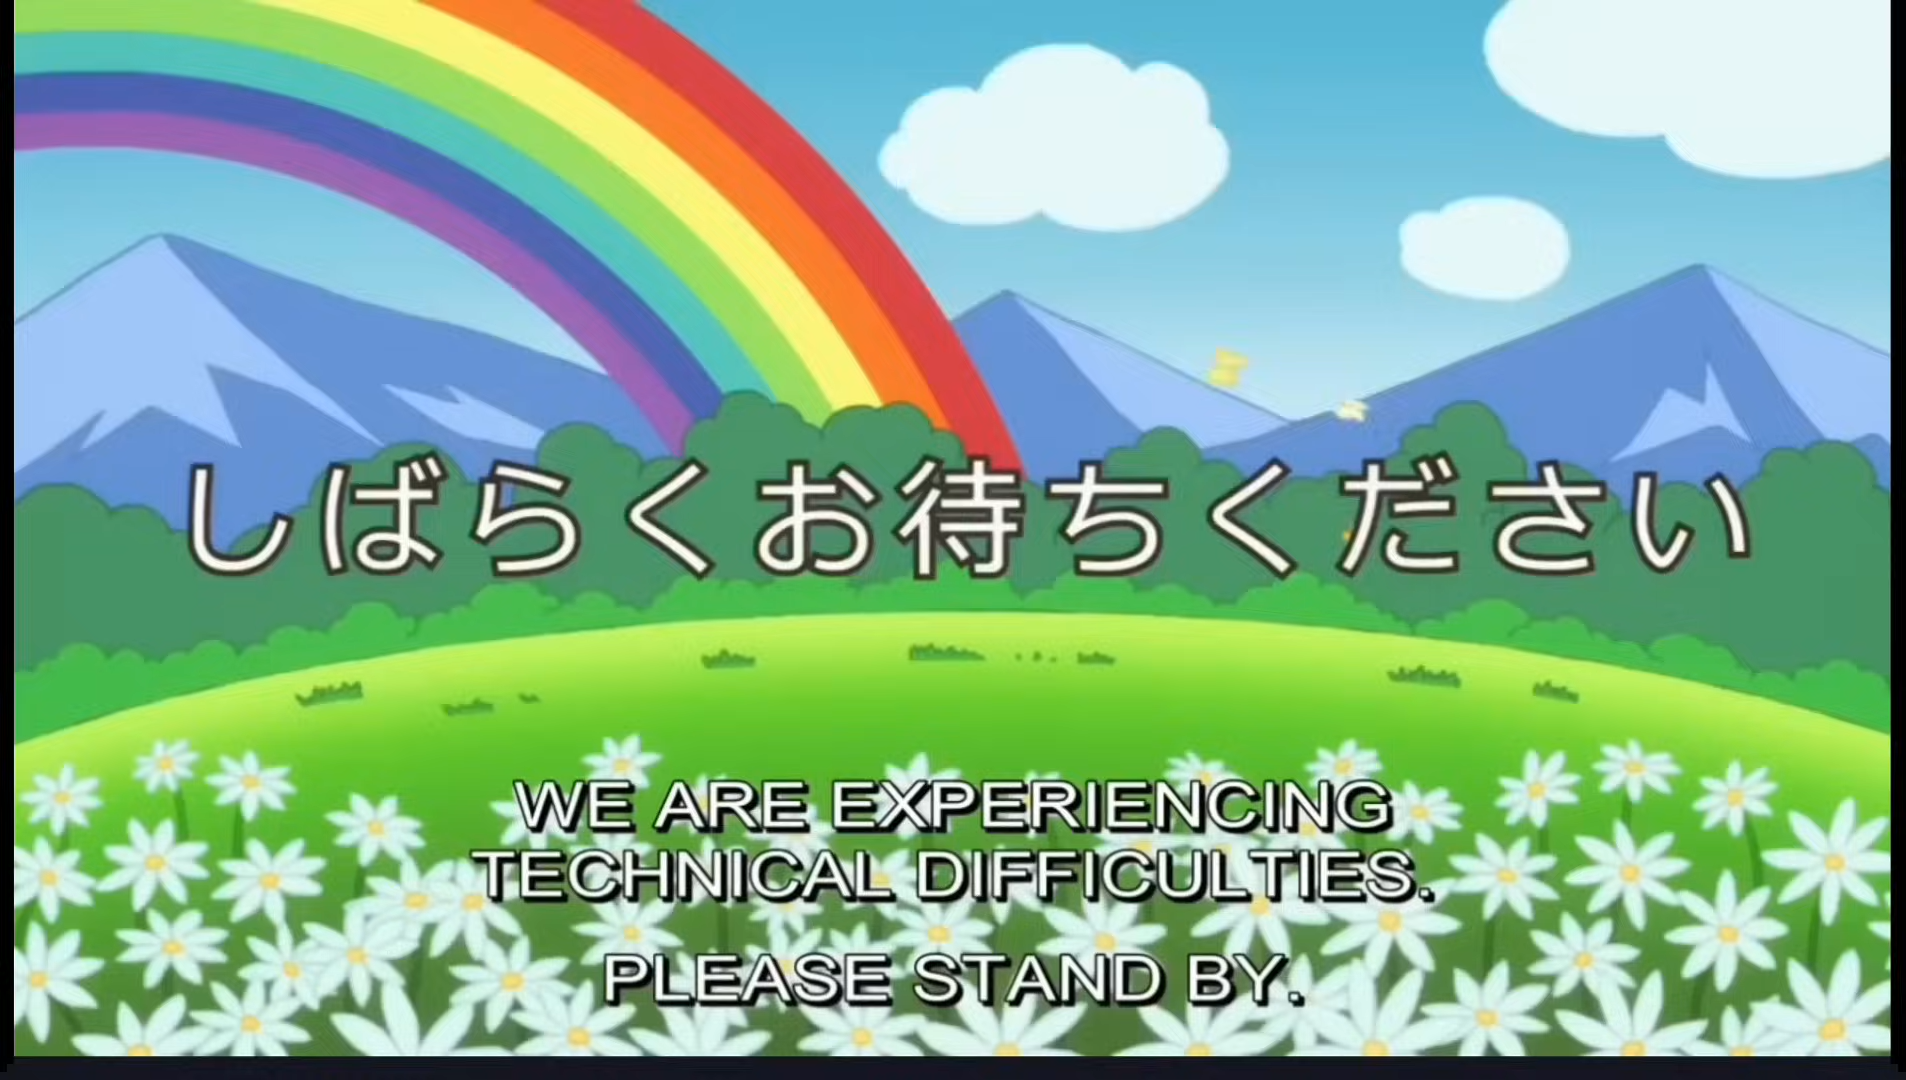 しばらくお待ちください
WE ARE EXPERIENCING
TECHNICAL DIFFICULTIES.
PLEASE STAND BY.